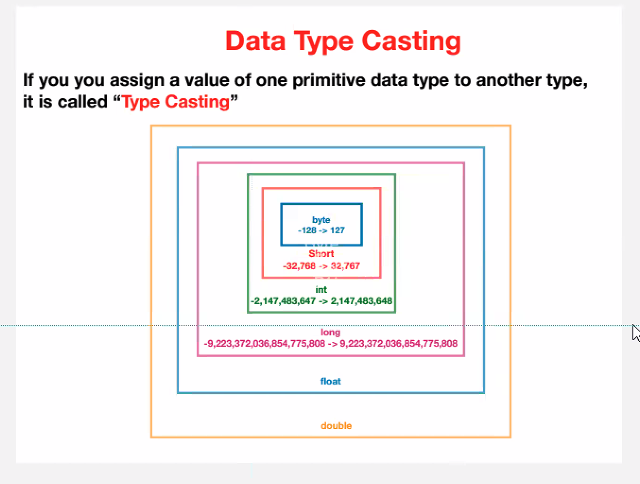 Data Type Casting
If you you assign a value of one primitive data type to another type,
it is called “Type Casting”
byte
-128 -> 127
Short
-32,768 -> 32,767
int
-2,147,483,647 -> 2,147,483,648
long
-9,223,372,036,854,775,808 -> 9,223,372,036,854,775,808
float
double